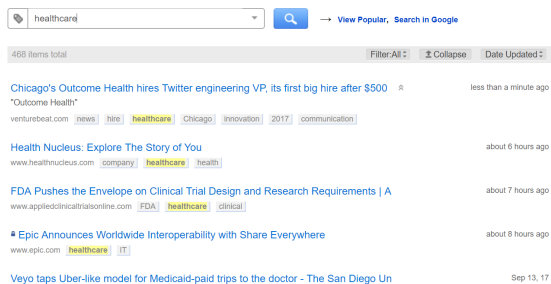 healthcare → View Popular, Search in Google
468 items total Filter:All Collapse Date Updated
Chicago's Outcome Health hires Twitter engineering VP, its first big hire after $500 less than a minute ago
"Outcome Health"
venturebeat.com news hire healthcare Chicago innovation 2017 communication
Health Nucleus: Explore The Story of You about 6 hours ago
www.healthnucleus.com company healthcare health
FDA Pushes the Envelope on Clinical Trial Design and Research Requirements | A about 7 hours ago
www.appliedclinicaltrialsonline.com FDA healthcare clinical
Epic Announces Worldwide Interoperability with Share Everywhere about 8 hours ago
www.epic.com healthcare IT
Veyo taps Uber-like model for Medicaid-paid trips to the doctor - The San Diego Un Sep 13, 17